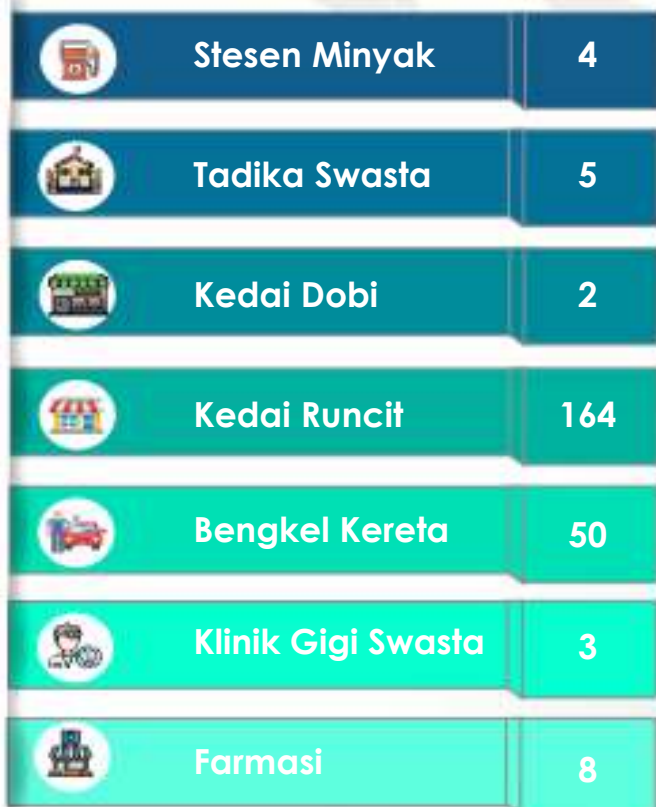 Stesen Minyak 4
Tadika Swasta 5
Kedai Dobi 2
Kedai Runcit 164
Bengkel Kereta 50
Klinik Gigi Swasta 3
Farmasi 8